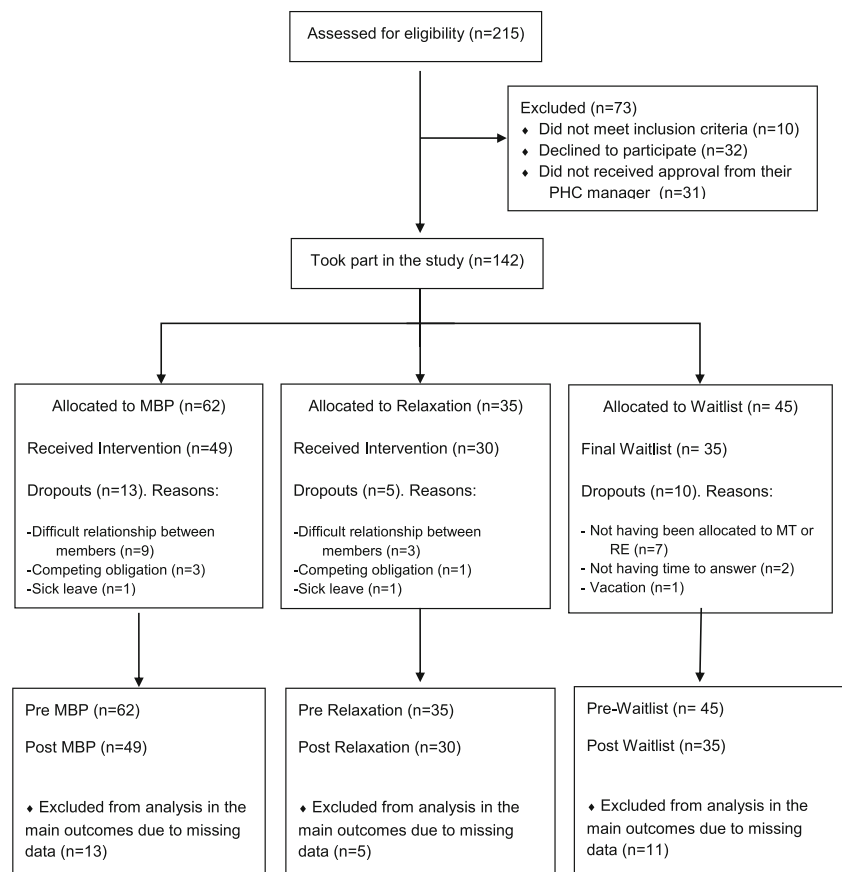 Assessed for eligibility (n=215)
Excluded (n=73)
♦ Did not meet inclusion criteria (n=10)
♦ Declined to participate (n=32)
♦ Did not received approval from their
PHC manager (n=31)
Took part in the study (n=142)
Allocated to MBP (n=62)
Received Intervention (n=49)
Dropouts (n=13). Reasons:
-Difficult relationship between
members (n=9)
-Competing obligation (n=3)
-Sick leave (n=1)
Allocated to Relaxation (n=35)
Received Intervention (n=30)
Dropouts (n=5). Reasons:
-Difficult relationship between
members (n=3)
-Competing obligation (n=1)
-Sick leave (n=1)
Allocated to Waitlist (n= 45)
Final Waitlist (n= 35)
Dropouts (n=10). Reasons:
- Not having been allocated to MT or
RE (n=7)
- Not having time to answer (n=2)
- Vacation (n=1)
Pre MBP (n=62)
Post MBP (n=49)
♦ Excluded from analysis in the
main outcomes due to missing
data (n=13)
Pre Relaxation (n=35)
Post Relaxation (n=30)
♦ Excluded from analysis in the
main outcomes due to missing
data (n=5)
Pre-Waitlist (n= 45)
Post Waitlist (n=35)
♦ Excluded from analysis in the
main outcomes due to missing
data (n=11)